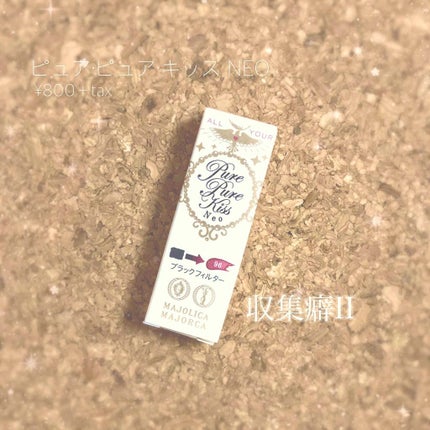 ピュア・ピュア・キッス NEO
¥800＋tax
ALL YOUR
Pure
Pure
Kiss
Neo
96
ブラックフィルター
MAJOLICA
MAJORCA
収集癖II